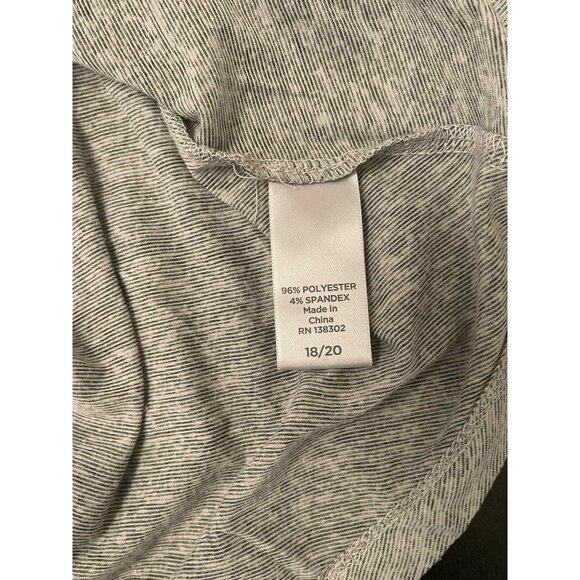 96% POLYESTER
4% SPANDEX
Made in
China
RN 138302
18/20